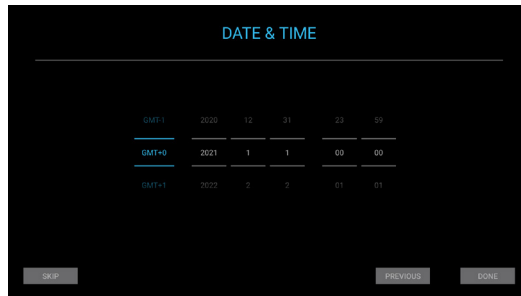 DATE & TIME
GMT-1 2020 12 31 23 59
GMT+0 2021 1 1 00 00
GMT+1 2022 2 2 01 01
SKIP PREVIOUS DONE